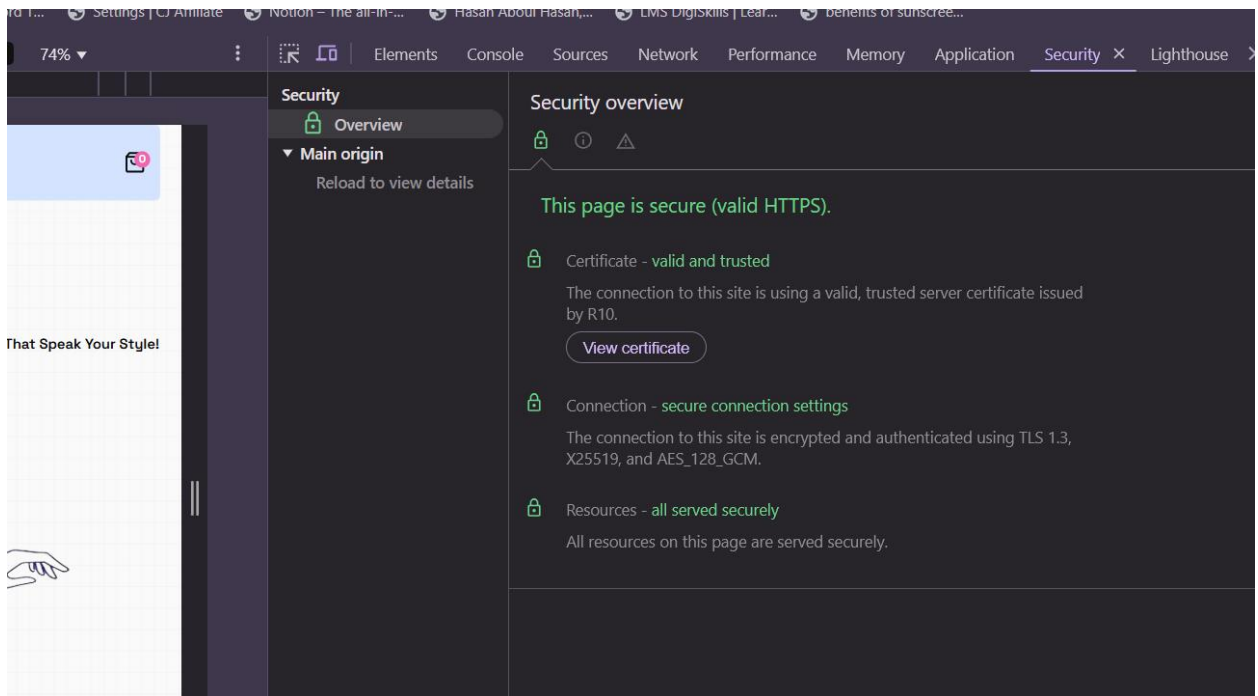 Settings | CJ Affiliate
Notion – The all-in-...
Hasan Aboul Hasan,...
LMS DigiSkills | Lear...
benefits of sunscree...
74%
Elements Console Sources Network Performance Memory Application Security × Lighthouse
Security
Overview
Main origin
Reload to view details
0
That Speak Your Style!
Security overview
This page is secure (valid HTTPS).
Certificate - valid and trusted
The connection to this site is using a valid, trusted server certificate issued
by R10.
View certificate
Connection - secure connection settings
The connection to this site is encrypted and authenticated using TLS 1.3,
X25519, and AES_128_GCM.
Resources - all served securely
All resources on this page are served securely.